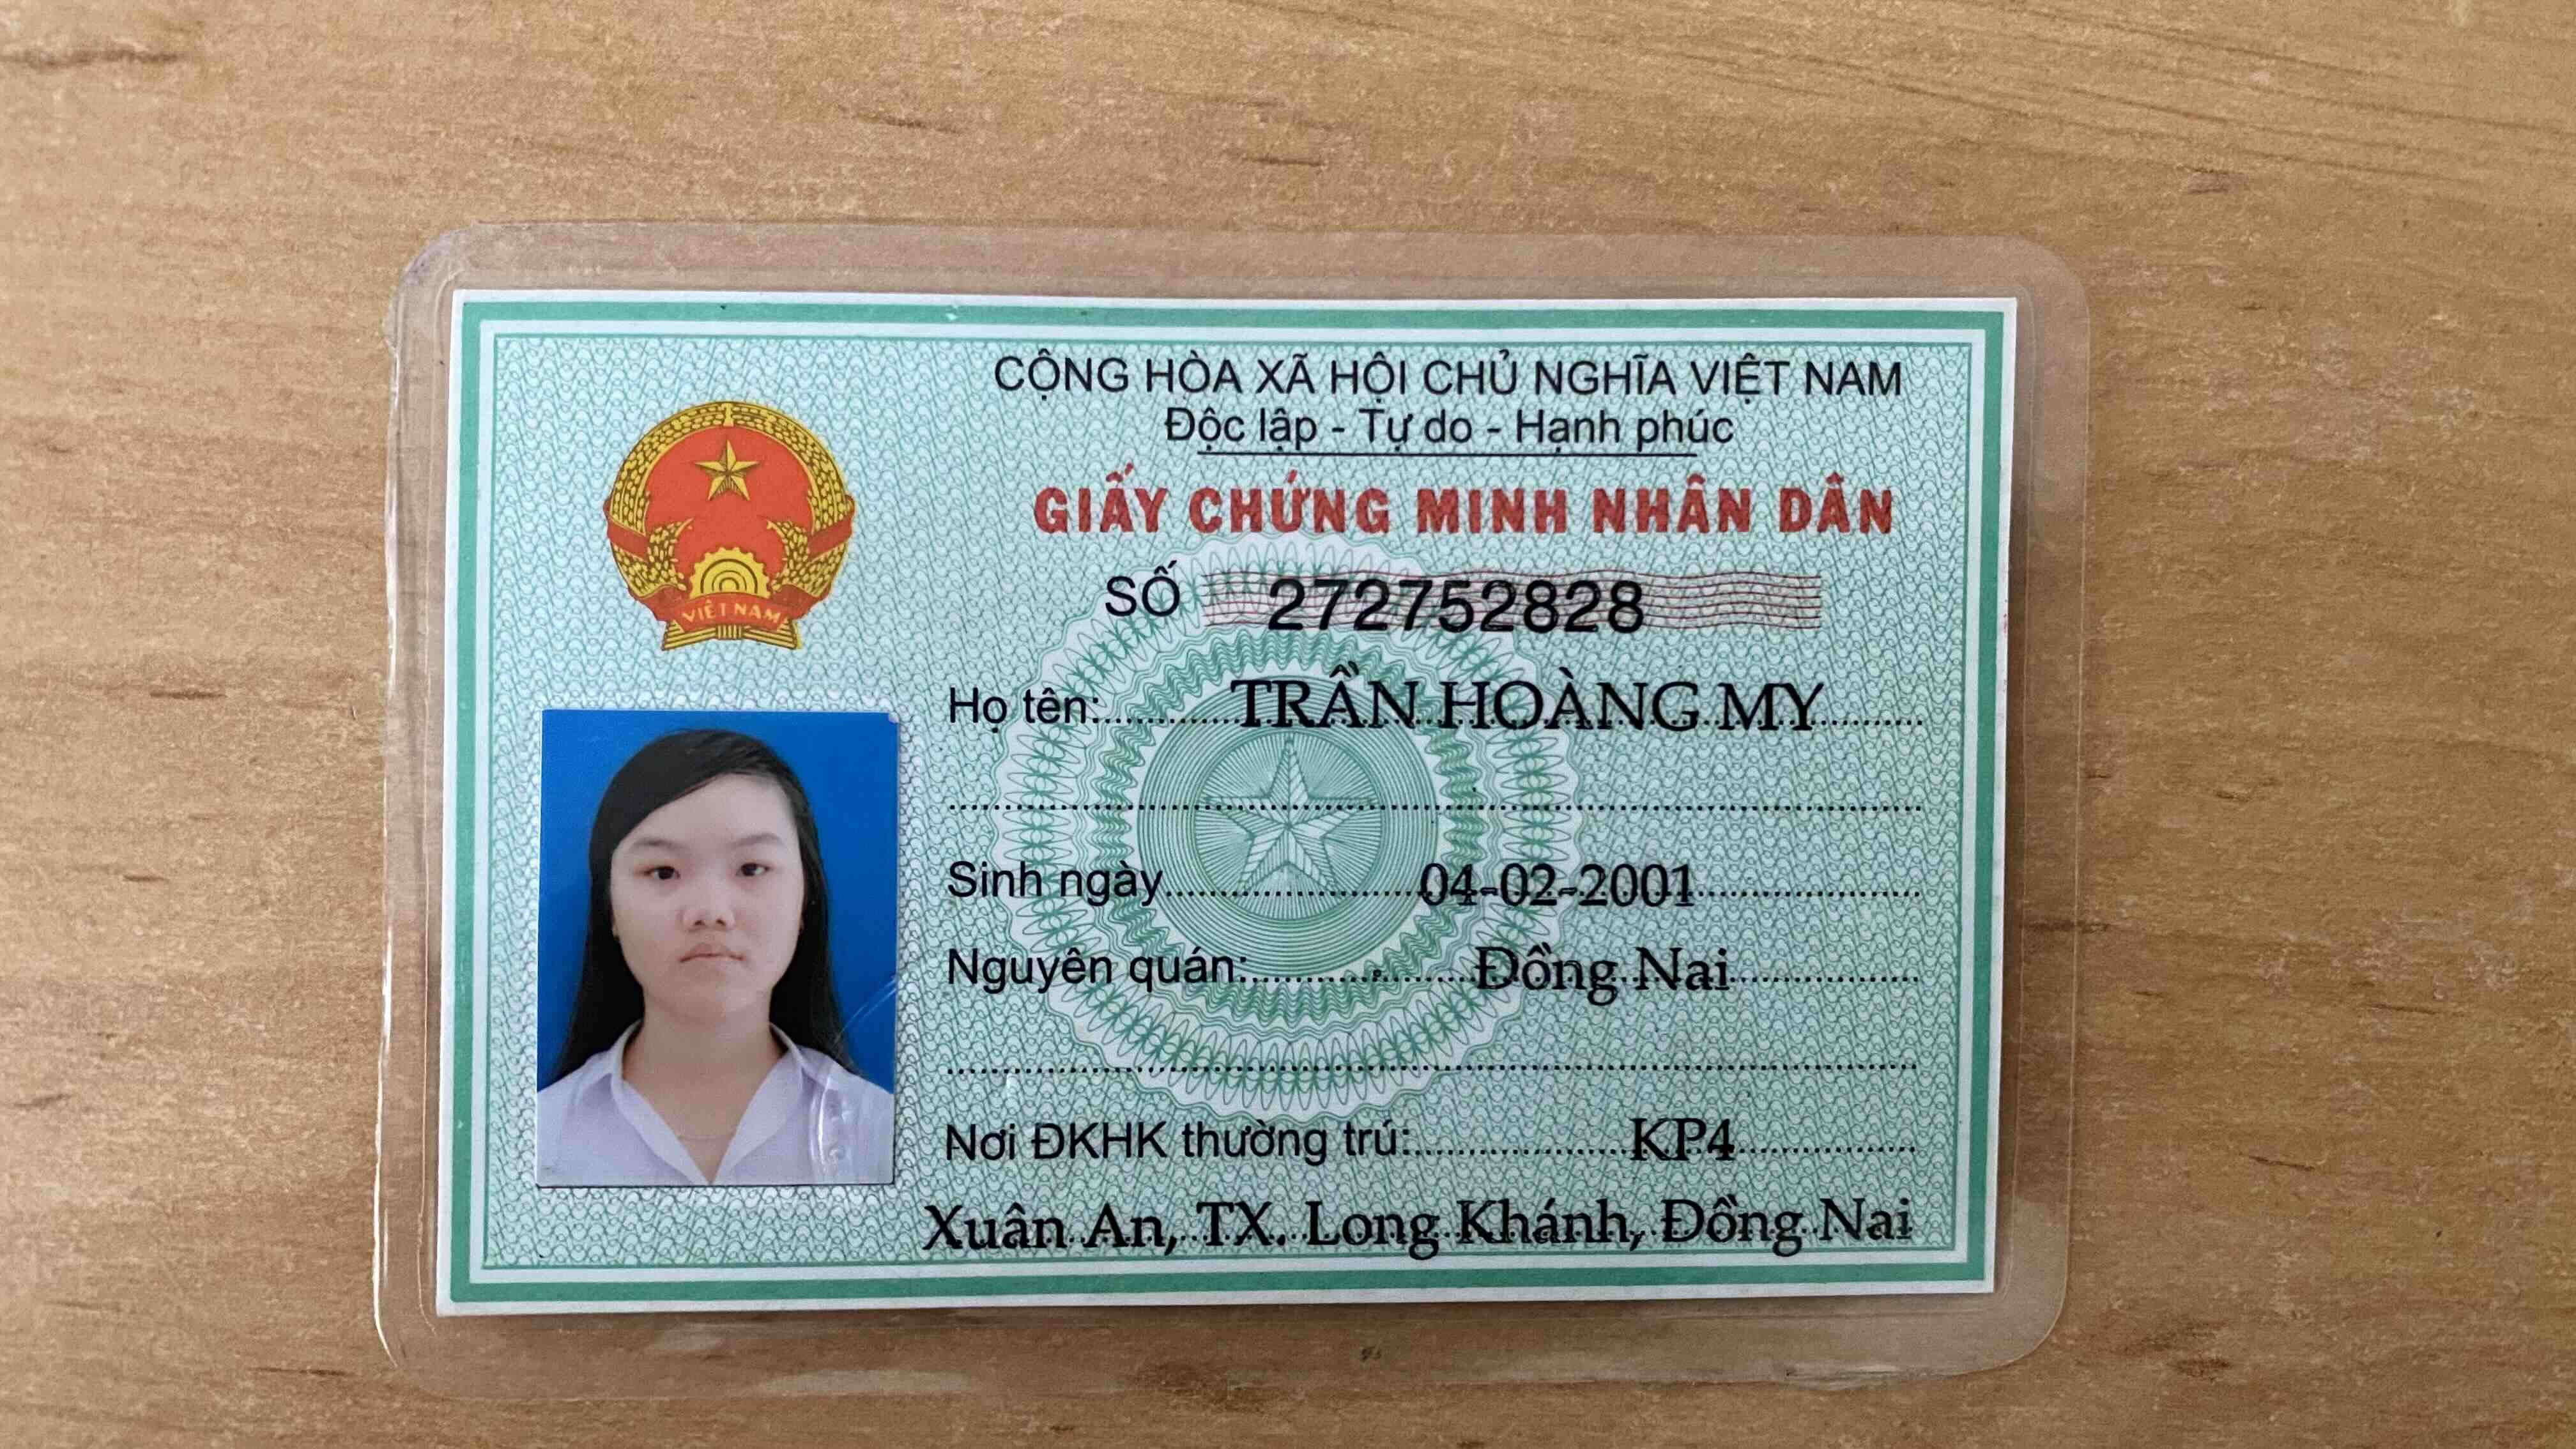 CỘNG HÒA XÃ HỘI CHỦ NGHĨA VIỆT NAM
Độc lập - Tự do - Hạnh phúc
GIẤY CHỨNG MINH NHÂN DÂN
SỐ 272752828
VIỆT NAM
Họ tên: TRẦN HOÀNG MY
Sinh ngày 04-02-2001
Nguyên quán: Đồng Nai
Nơi ĐKHK thường trú: KP4
Xuân An, TX. Long Khánh, Đồng Nai